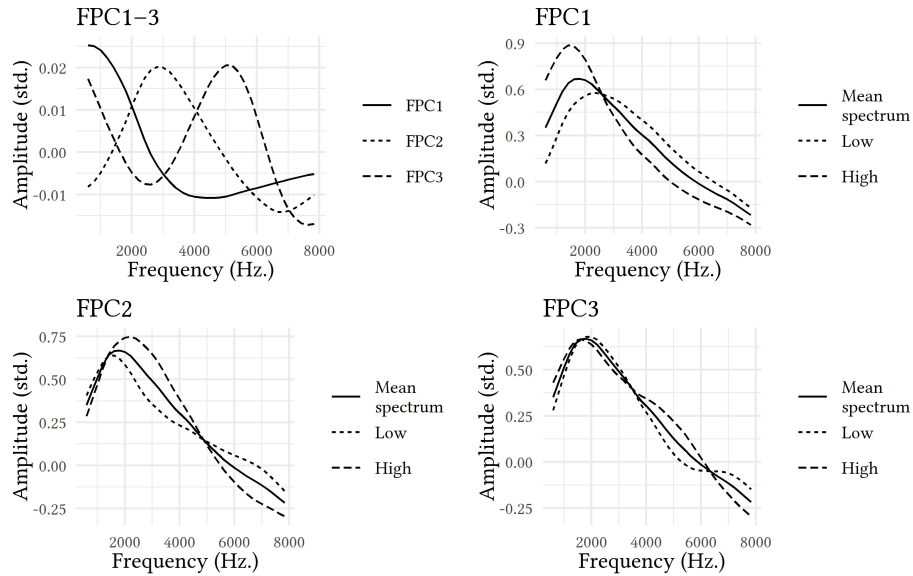 FPC1–3
Amplitude (std.)
0.02
0.01
0.00
-0.01
2000 4000 6000 8000
Frequency (Hz.)
FPC1
FPC2
FPC3
FPC1
Amplitude (std.)
0.9
0.6
0.3
0.0
-0.3
2000 4000 6000 8000
Frequency (Hz.)
Mean
spectrum
Low
High
FPC2
Amplitude (std.)
0.75
0.50
0.25
0.00
-0.25
2000 4000 6000 8000
Frequency (Hz.)
Mean
spectrum
Low
High
FPC3
Amplitude (std.)
0.50
0.25
0.00
-0.25
2000 4000 6000 8000
Frequency (Hz.)
Mean
spectrum
Low
High